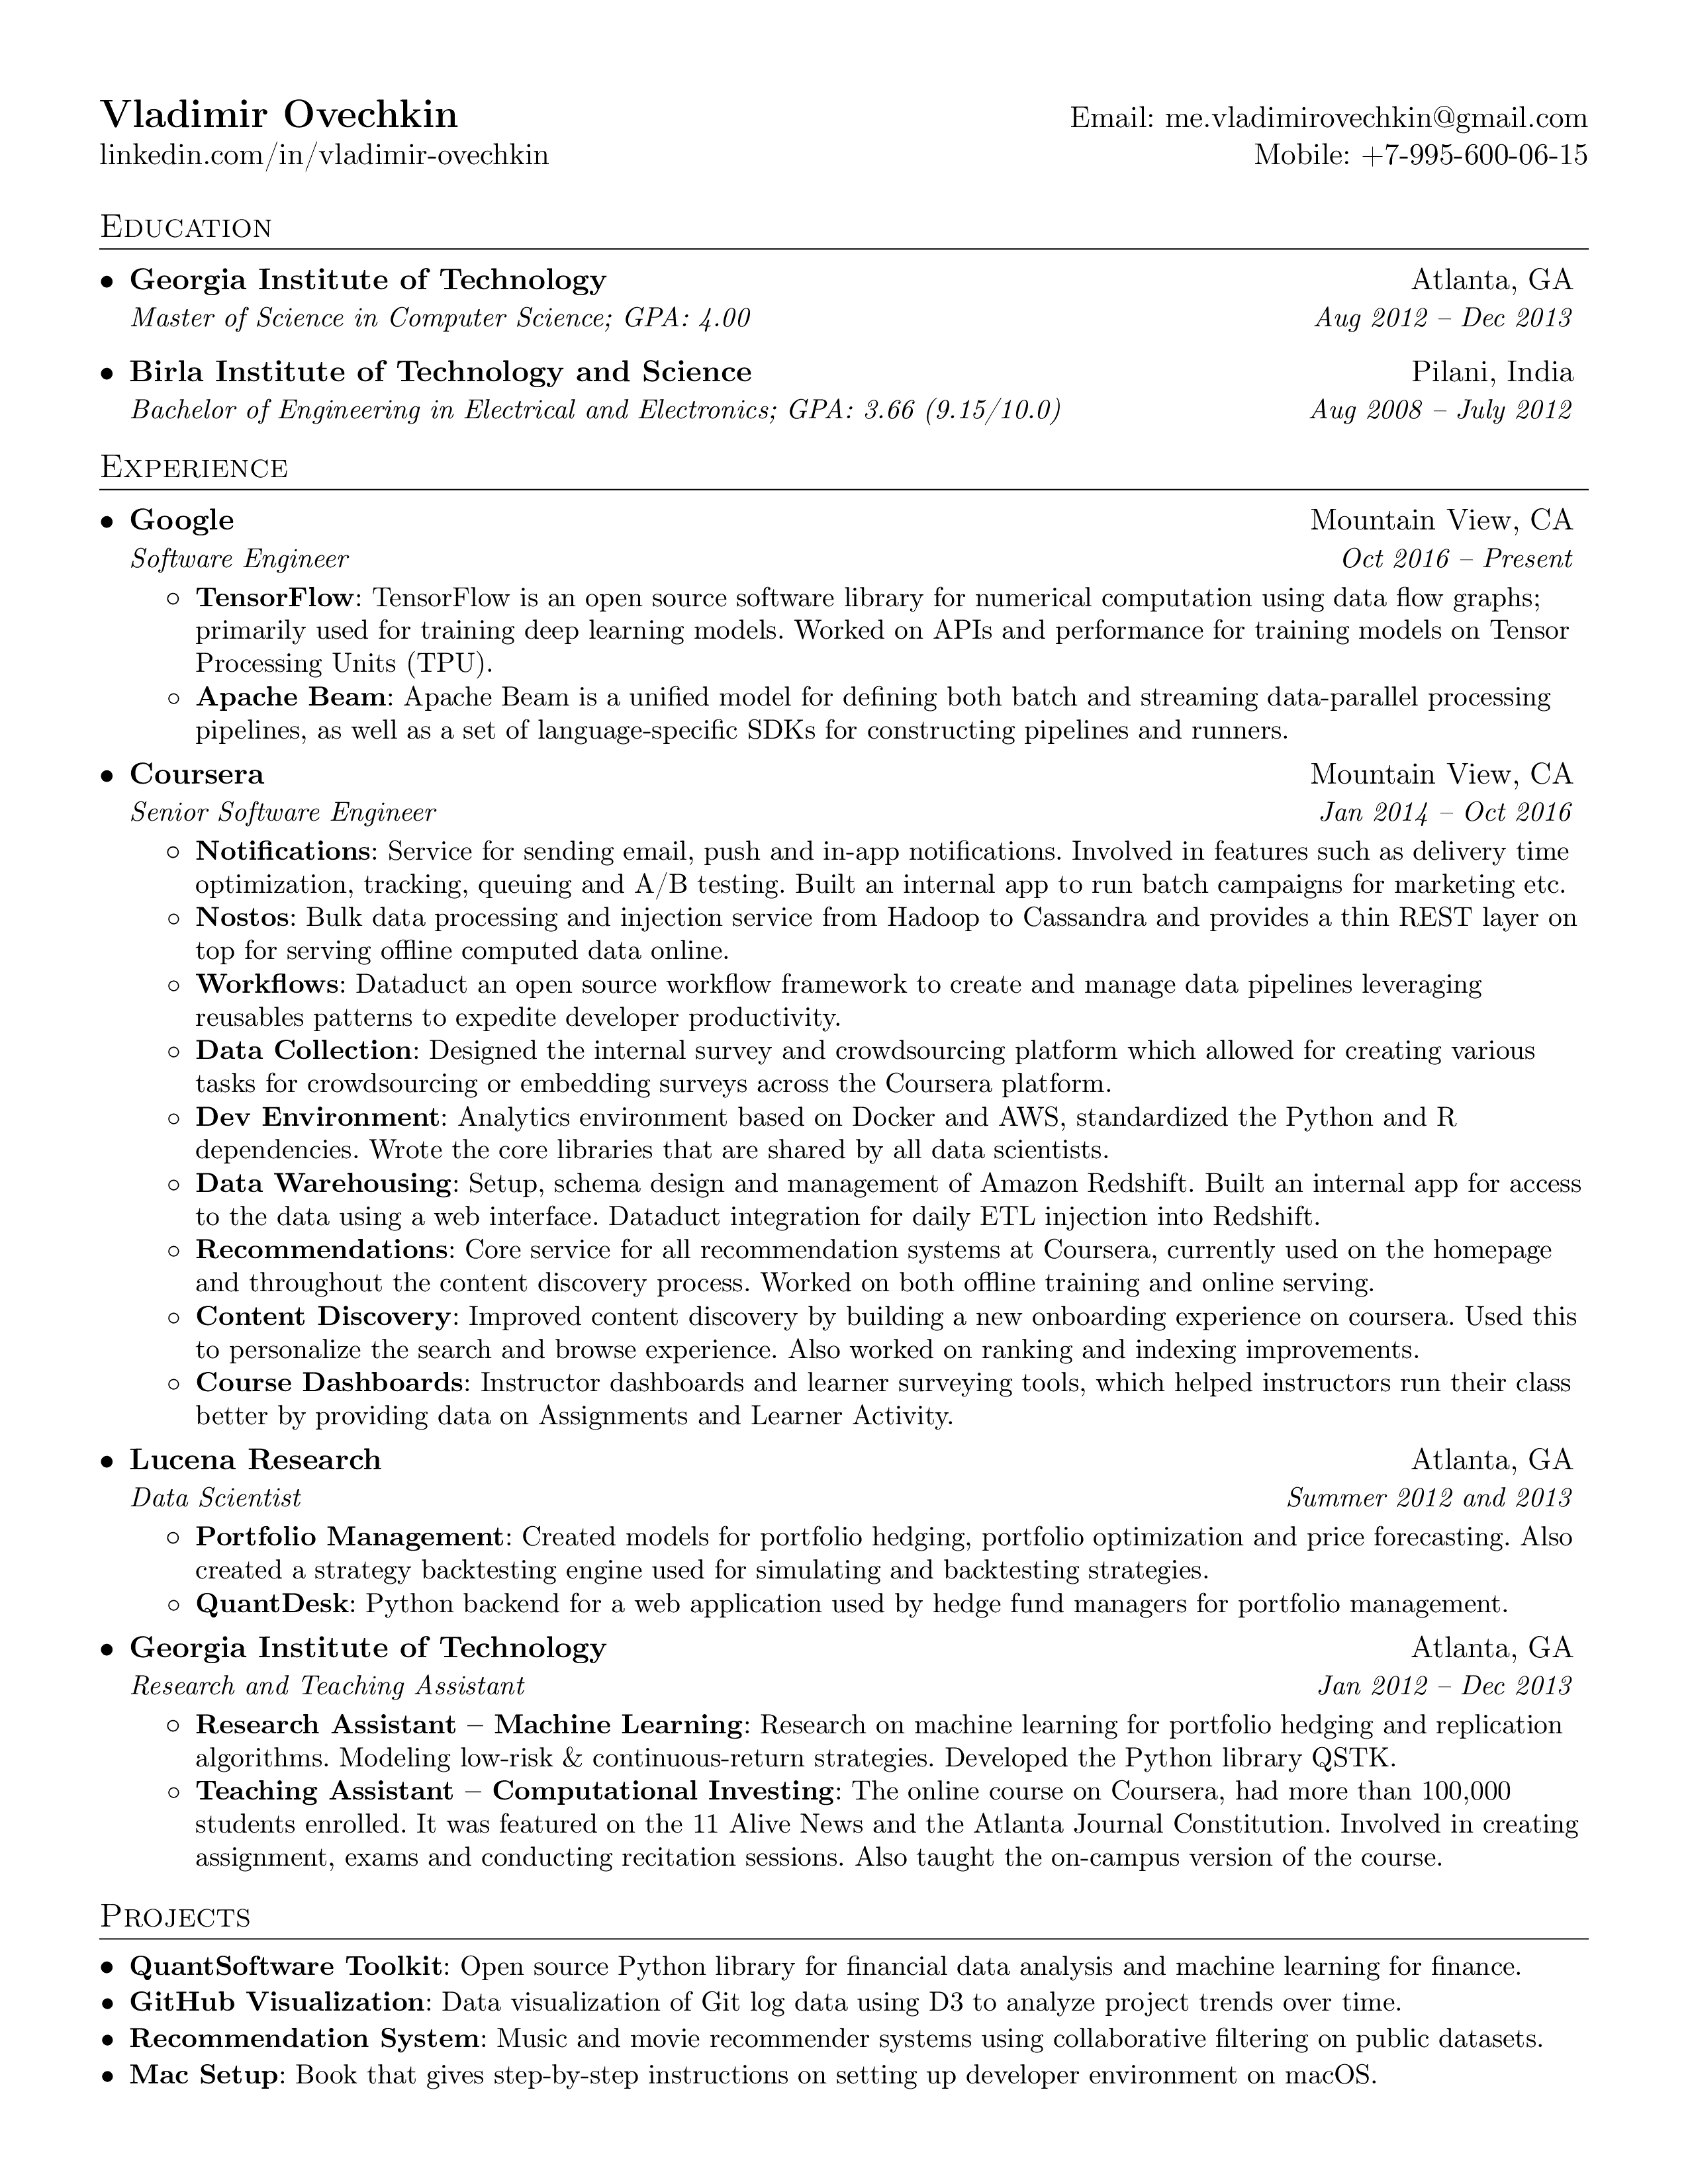 Vladimir Ovechkin
Email: me.vladimirovechkin@gmail.com
linkedin.com/in/vladimir-ovechkin
Mobile: +7-995-600-06-15
Education
• Georgia Institute of Technology
Atlanta, GA
Master of Science in Computer Science; GPA: 4.00
Aug 2012 – Dec 2013
• Birla Institute of Technology and Science
Pilani, India
Bachelor of Engineering in Electrical and Electronics; GPA: 3.66 (9.15/10.0)
Aug 2008 – July 2012
Experience
• Google
Mountain View, CA
Software Engineer
Oct 2016 – Present
◦ TensorFlow: TensorFlow is an open source software library for numerical computation using data flow graphs;
primarily used for training deep learning models. Worked on APIs and performance for training models on Tensor
Processing Units (TPU).
◦ Apache Beam: Apache Beam is a unified model for defining both batch and streaming data-parallel processing
pipelines, as well as a set of language-specific SDKs for constructing pipelines and runners.
• Coursera
Mountain View, CA
Senior Software Engineer
Jan 2014 – Oct 2016
◦ Notifications: Service for sending email, push and in-app notifications. Involved in features such as delivery time
optimization, tracking, queuing and A/B testing. Built an internal app to run batch campaigns for marketing etc.
◦ Nostos: Bulk data processing and injection service from Hadoop to Cassandra and provides a thin REST layer on
top for serving offline computed data online.
◦ Workflows: Dataduct an open source workflow framework to create and manage data pipelines leveraging
reusables patterns to expedite developer productivity.
◦ Data Collection: Designed the internal survey and crowdsourcing platform which allowed for creating various
tasks for crowdsourcing or embedding surveys across the Coursera platform.
◦ Dev Environment: Analytics environment based on Docker and AWS, standardized the Python and R
dependencies. Wrote the core libraries that are shared by all data scientists.
◦ Data Warehousing: Setup, schema design and management of Amazon Redshift. Built an internal app for access
to the data using a web interface. Dataduct integration for daily ETL injection into Redshift.
◦ Recommendations: Core service for all recommendation systems at Coursera, currently used on the homepage
and throughout the content discovery process. Worked on both offline training and online serving.
◦ Content Discovery: Improved content discovery by building a new onboarding experience on coursera. Used this
to personalize the search and browse experience. Also worked on ranking and indexing improvements.
◦ Course Dashboards: Instructor dashboards and learner surveying tools, which helped instructors run their class
better by providing data on Assignments and Learner Activity.
• Lucena Research
Atlanta, GA
Data Scientist
Summer 2012 and 2013
◦ Portfolio Management: Created models for portfolio hedging, portfolio optimization and price forecasting. Also
created a strategy backtesting engine used for simulating and backtesting strategies.
◦ QuantDesk: Python backend for a web application used by hedge fund managers for portfolio management.
• Georgia Institute of Technology
Atlanta, GA
Research and Teaching Assistant
Jan 2012 – Dec 2013
◦ Research Assistant – Machine Learning: Research on machine learning for portfolio hedging and replication
algorithms. Modeling low-risk & continuous-return strategies. Developed the Python library QSTK.
◦ Teaching Assistant – Computational Investing: The online course on Coursera, had more than 100,000
students enrolled. It was featured on the 11 Alive News and the Atlanta Journal Constitution. Involved in creating
assignment, exams and conducting recitation sessions. Also taught the on-campus version of the course.
Projects
• QuantSoftware Toolkit: Open source Python library for financial data analysis and machine learning for finance.
• GitHub Visualization: Data visualization of Git log data using D3 to analyze project trends over time.
• Recommendation System: Music and movie recommender systems using collaborative filtering on public datasets.
• Mac Setup: Book that gives step-by-step instructions on setting up developer environment on macOS.